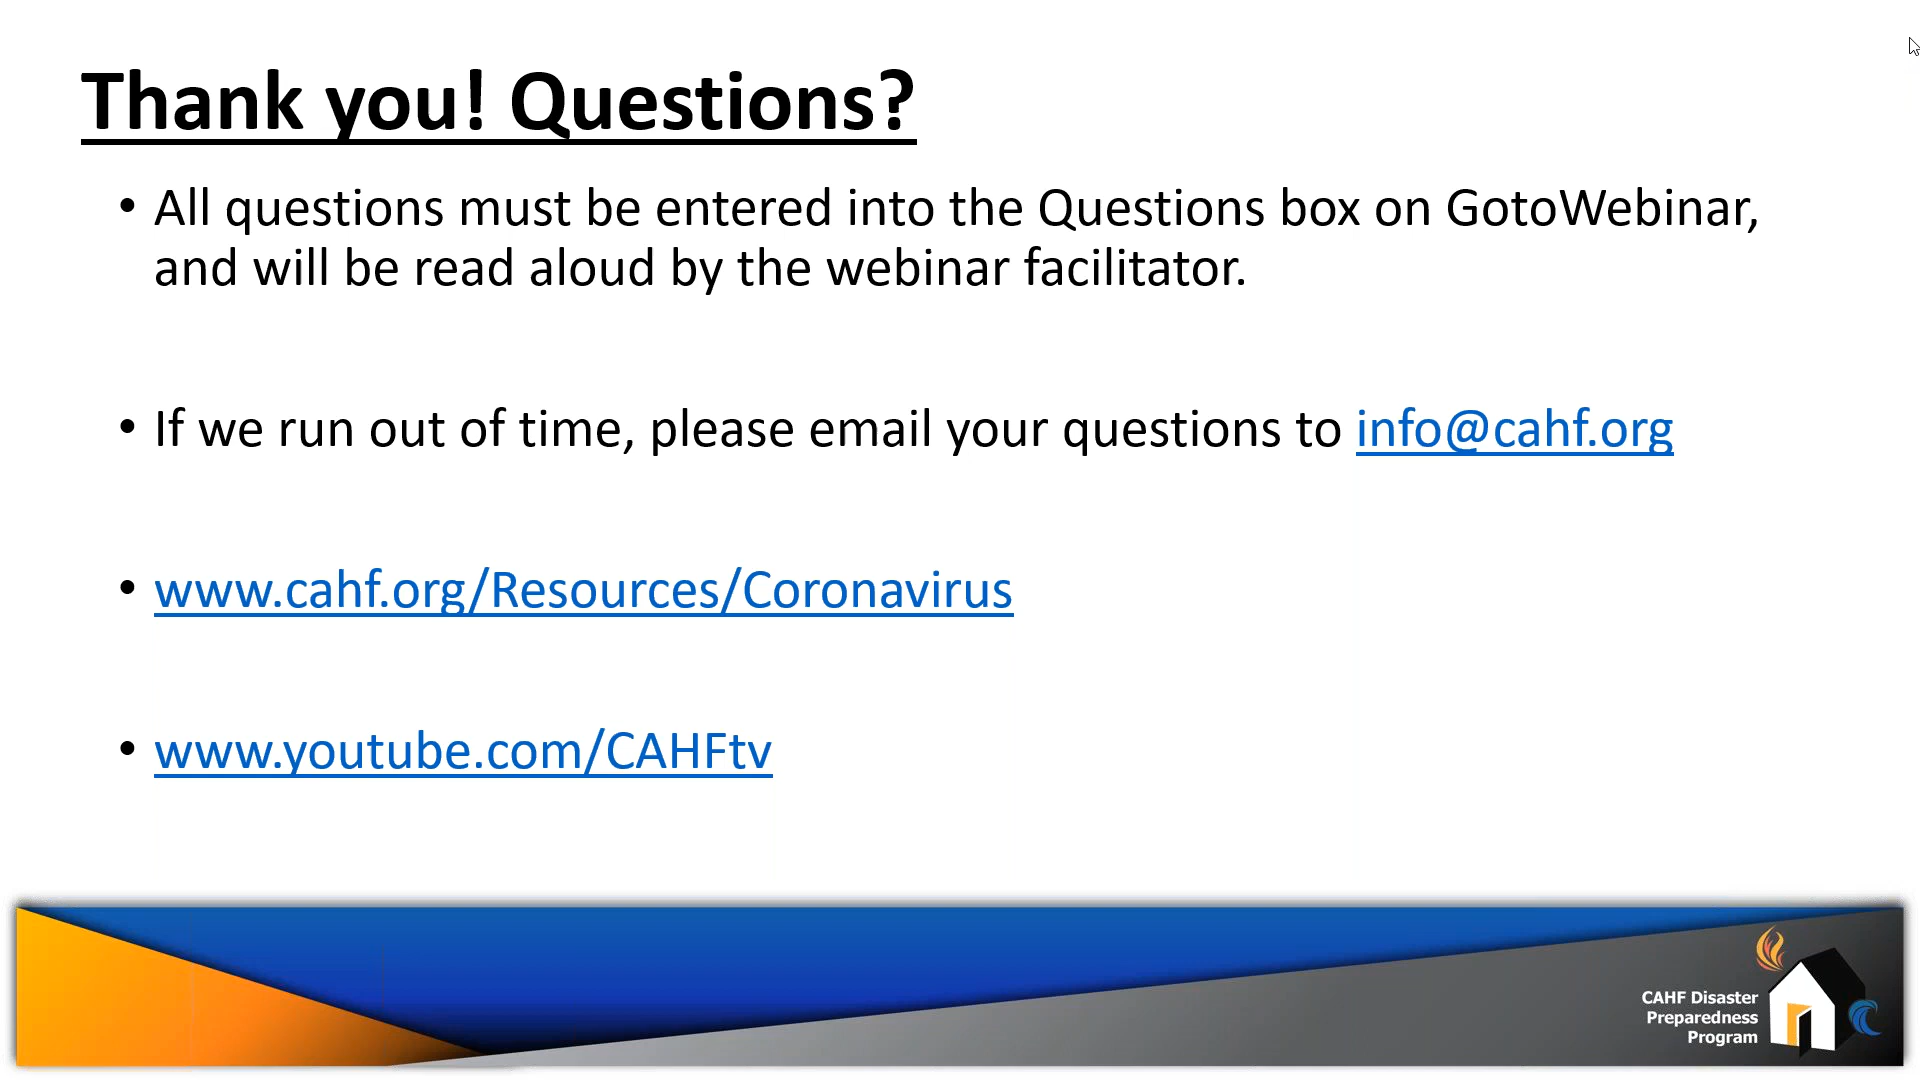 Thank you! Questions?
• All questions must be entered into the Questions box on GotoWebinar,
and will be read aloud by the webinar facilitator.
• If we run out of time, please email your questions to info@cahf.org
• www.cahf.org/Resources/Coronavirus
• www.youtube.com/CAHFtv
CAHF Disaster
Preparedness
Program